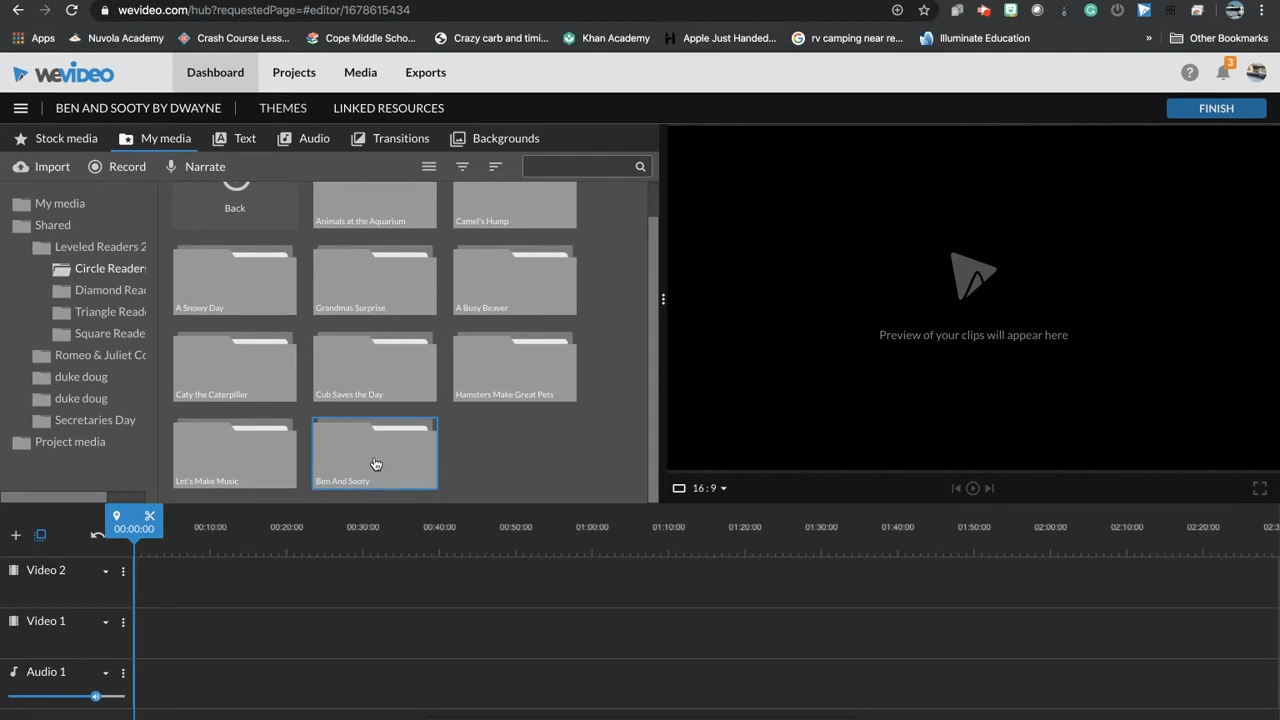 wevideo.com/hub?requestedPage=#editor/1678615434
Apps Nuvola Academy Crash Course Les... Cope Middle Scho... Crazy carb and timi... Khan Academy Apple Just Handed... rv camping near re... Illuminate Education » Other Bookmarks
WEVIDEO Dashboard Projects Media Exports 3
BEN AND SOOTY BY DWAYNE THEMES LINKED RESOURCES FINISH
Stock media My media Text Audio Transitions Backgrounds
Import Record Narrate
My media
Shared
Leveled Readers 2
Circle Readers
Diamond Rea
Triangle Reade
Square Reade
Romeo & Juliet Co
duke doug
duke doug
Secretaries Day
Project media
Back Animals at the Aquarium Camel's Hump
A Snowy Day Grandmas Surprise A Busy Beaver
Caty the Caterpiller Cub Saves the Day Hamsters Make Great Pets
Let's Make Music Ben And Sooty
Preview of your clips will appear here
16:9
00:00:00 00:10:00 00:20:00 00:30:00 00:40:00 00:50:00 01:00:00 01:10:00 01:20:00 01:30:00 01:40:00 01:50:00 02:00:00 02:10:00 02:20:00 02:3
Video 2
Video 1
Audio 1